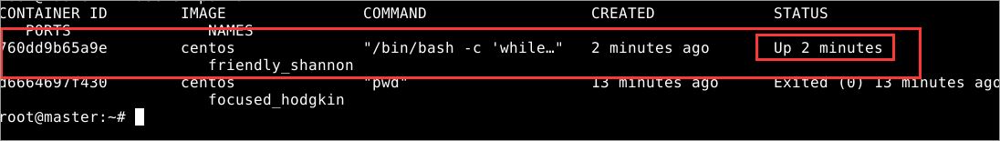 CONTAINER ID IMAGE COMMAND CREATED STATUS
PORTS NAMES
760dd9b65a9e centos "/bin/bash -c 'while…" 2 minutes ago Up 2 minutes
friendly_shannon
d6664697f430 centos "pwd" 13 minutes ago Exited (0) 13 minutes ago
focused_hodgkin
root@master:~#